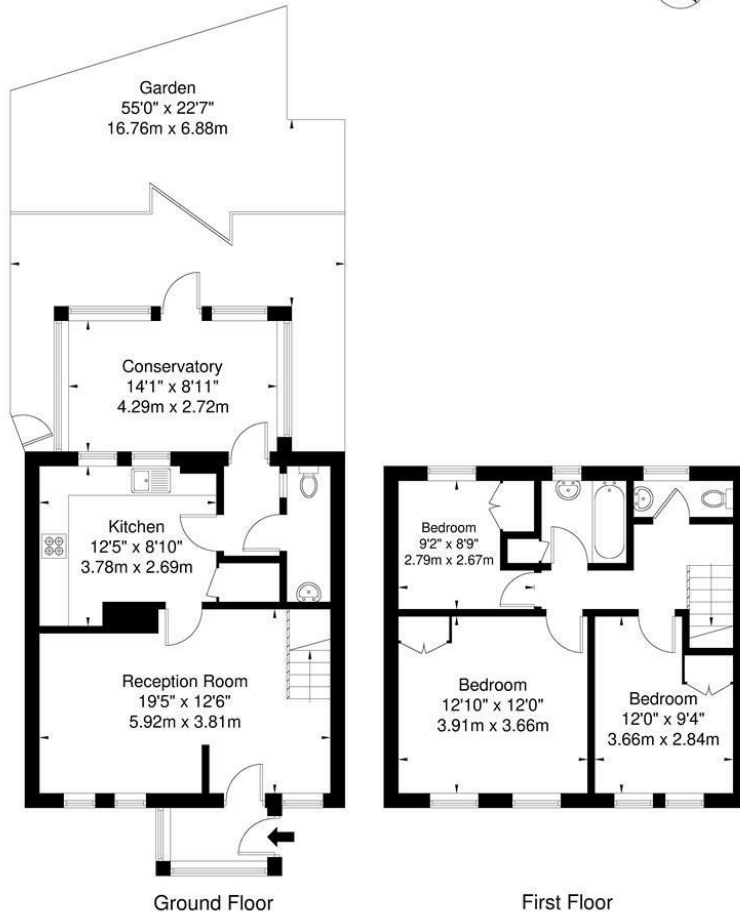 Garden
55'0" x 22'7"
16.76m x 6.88m
Conservatory
14'1" x 8'11"
4.29m x 2.72m
Kitchen
12'5" x 8'10"
3.78m x 2.69m
Reception Room
19'5" x 12'6"
5.92m x 3.81m
Ground Floor
Bedroom
9'2" x 8'9"
2.79m x 2.67m
Bedroom
12'10" x 12'0"
3.91m x 3.66m
Bedroom
12'0" x 9'4"
3.66m x 2.84m
First Floor